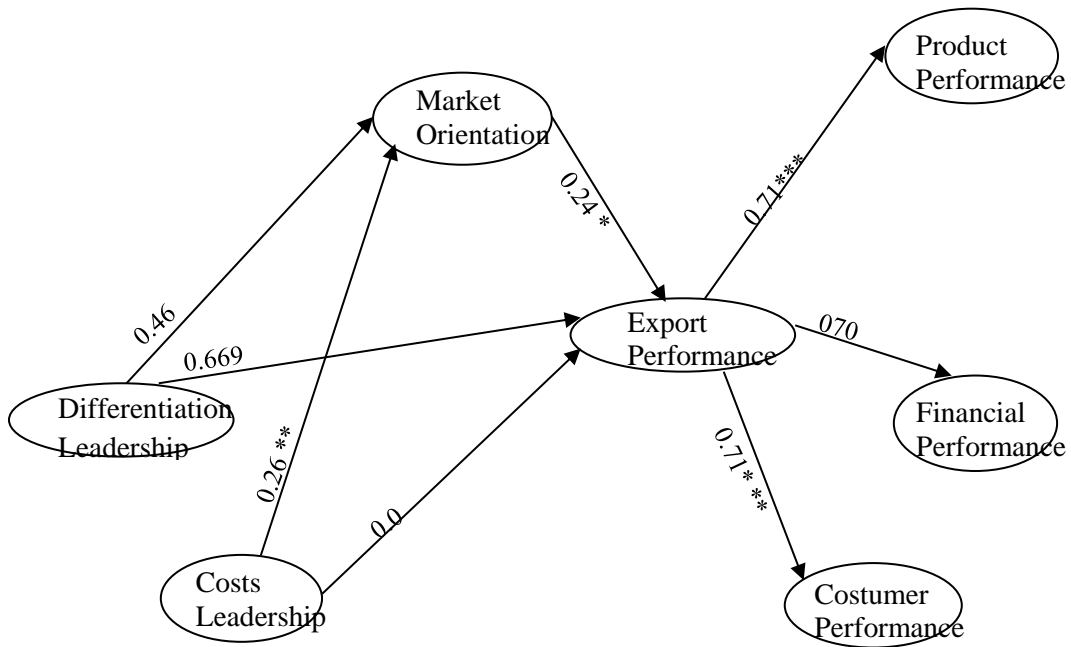 Product
Performance
Market
Orientation
0.71***
0.24 *
0.46
Export
Performance
070
0.669
Differentiation
Leadership
Financial
Performance
0.26 **
0.71* **
0.0
Costs
Leadership
Costumer
Performance